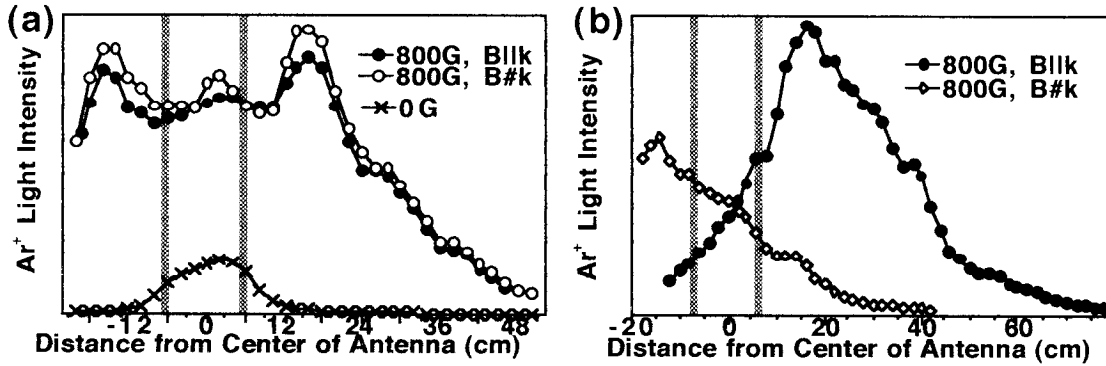 (a)
Ar+ Light Intensity
800G, B||k
800G, B#k
0 G
-12 0 12 24 36 48
Distance from Center of Antenna (cm)
(b)
Ar+ Light Intensity
800G, B||k
800G, B#k
-20 0 20 40 60
Distance from Center of Antenna (cm)